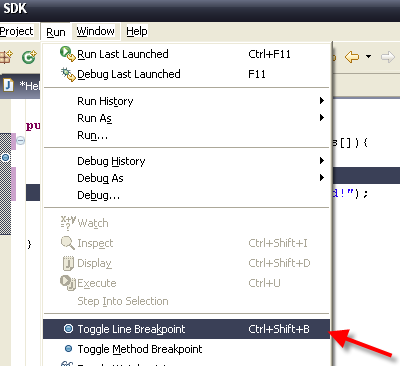 SDK
Project Run Window Help
Run Last Launched Ctrl+F11
Debug Last Launched F11
*Hel
Run History
Run As
Run...
pu
s[]){
Debug History
Debug As
Debug...
d!");
Watch
Inspect Ctrl+Shift+I
Display Ctrl+Shift+D
}
Execute Ctrl+U
Step Into Selection
Toggle Line Breakpoint Ctrl+Shift+B
Toggle Method Breakpoint